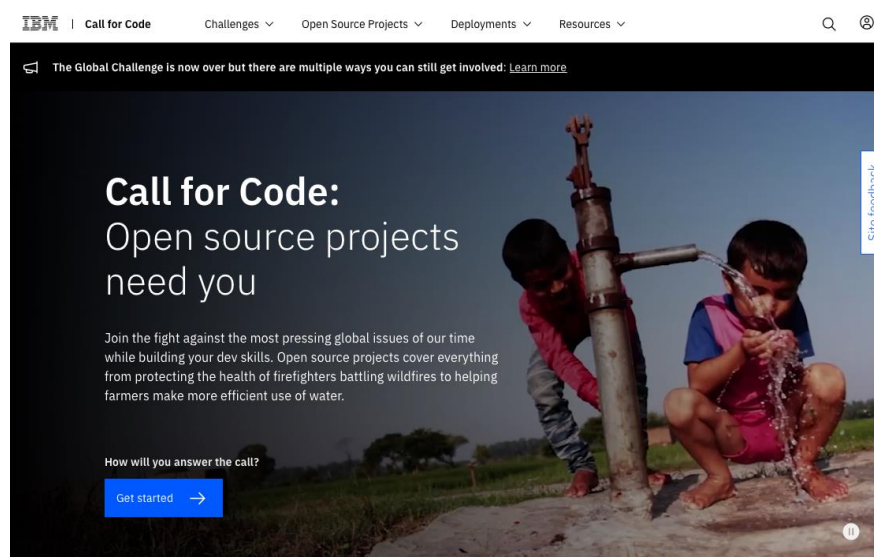 IBM | Call for Code Challenges Open Source Projects Deployments Resources
The Global Challenge is now over but there are multiple ways you can still get involved: Learn more
Site feedback
Call for Code:
Open source projects
need you
Join the fight against the most pressing global issues of our time
while building your dev skills. Open source projects cover everything
from protecting the health of firefighters battling wildfires to helping
farmers make more efficient use of water.
How will you answer the call?
Get started